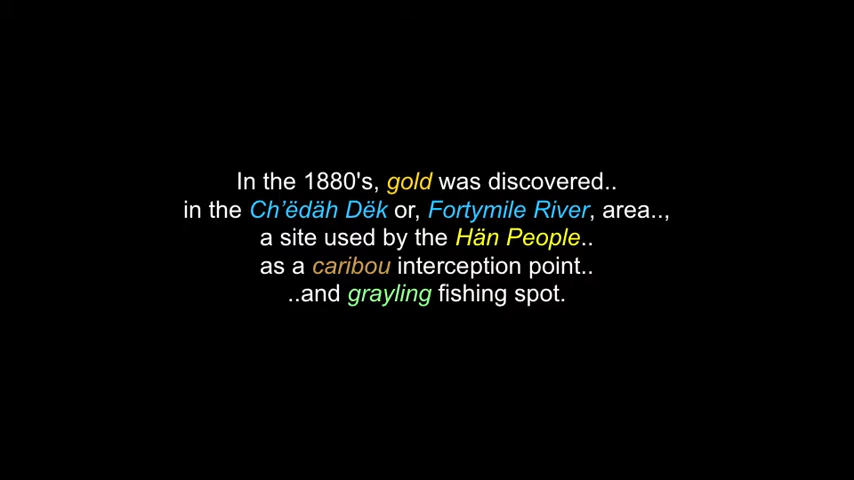 In the 1880's, gold was discovered..
in the Ch’ëdäh Dëk or, Fortymile River, area..,
a site used by the Hän People..
as a caribou interception point..
..and grayling fishing spot.